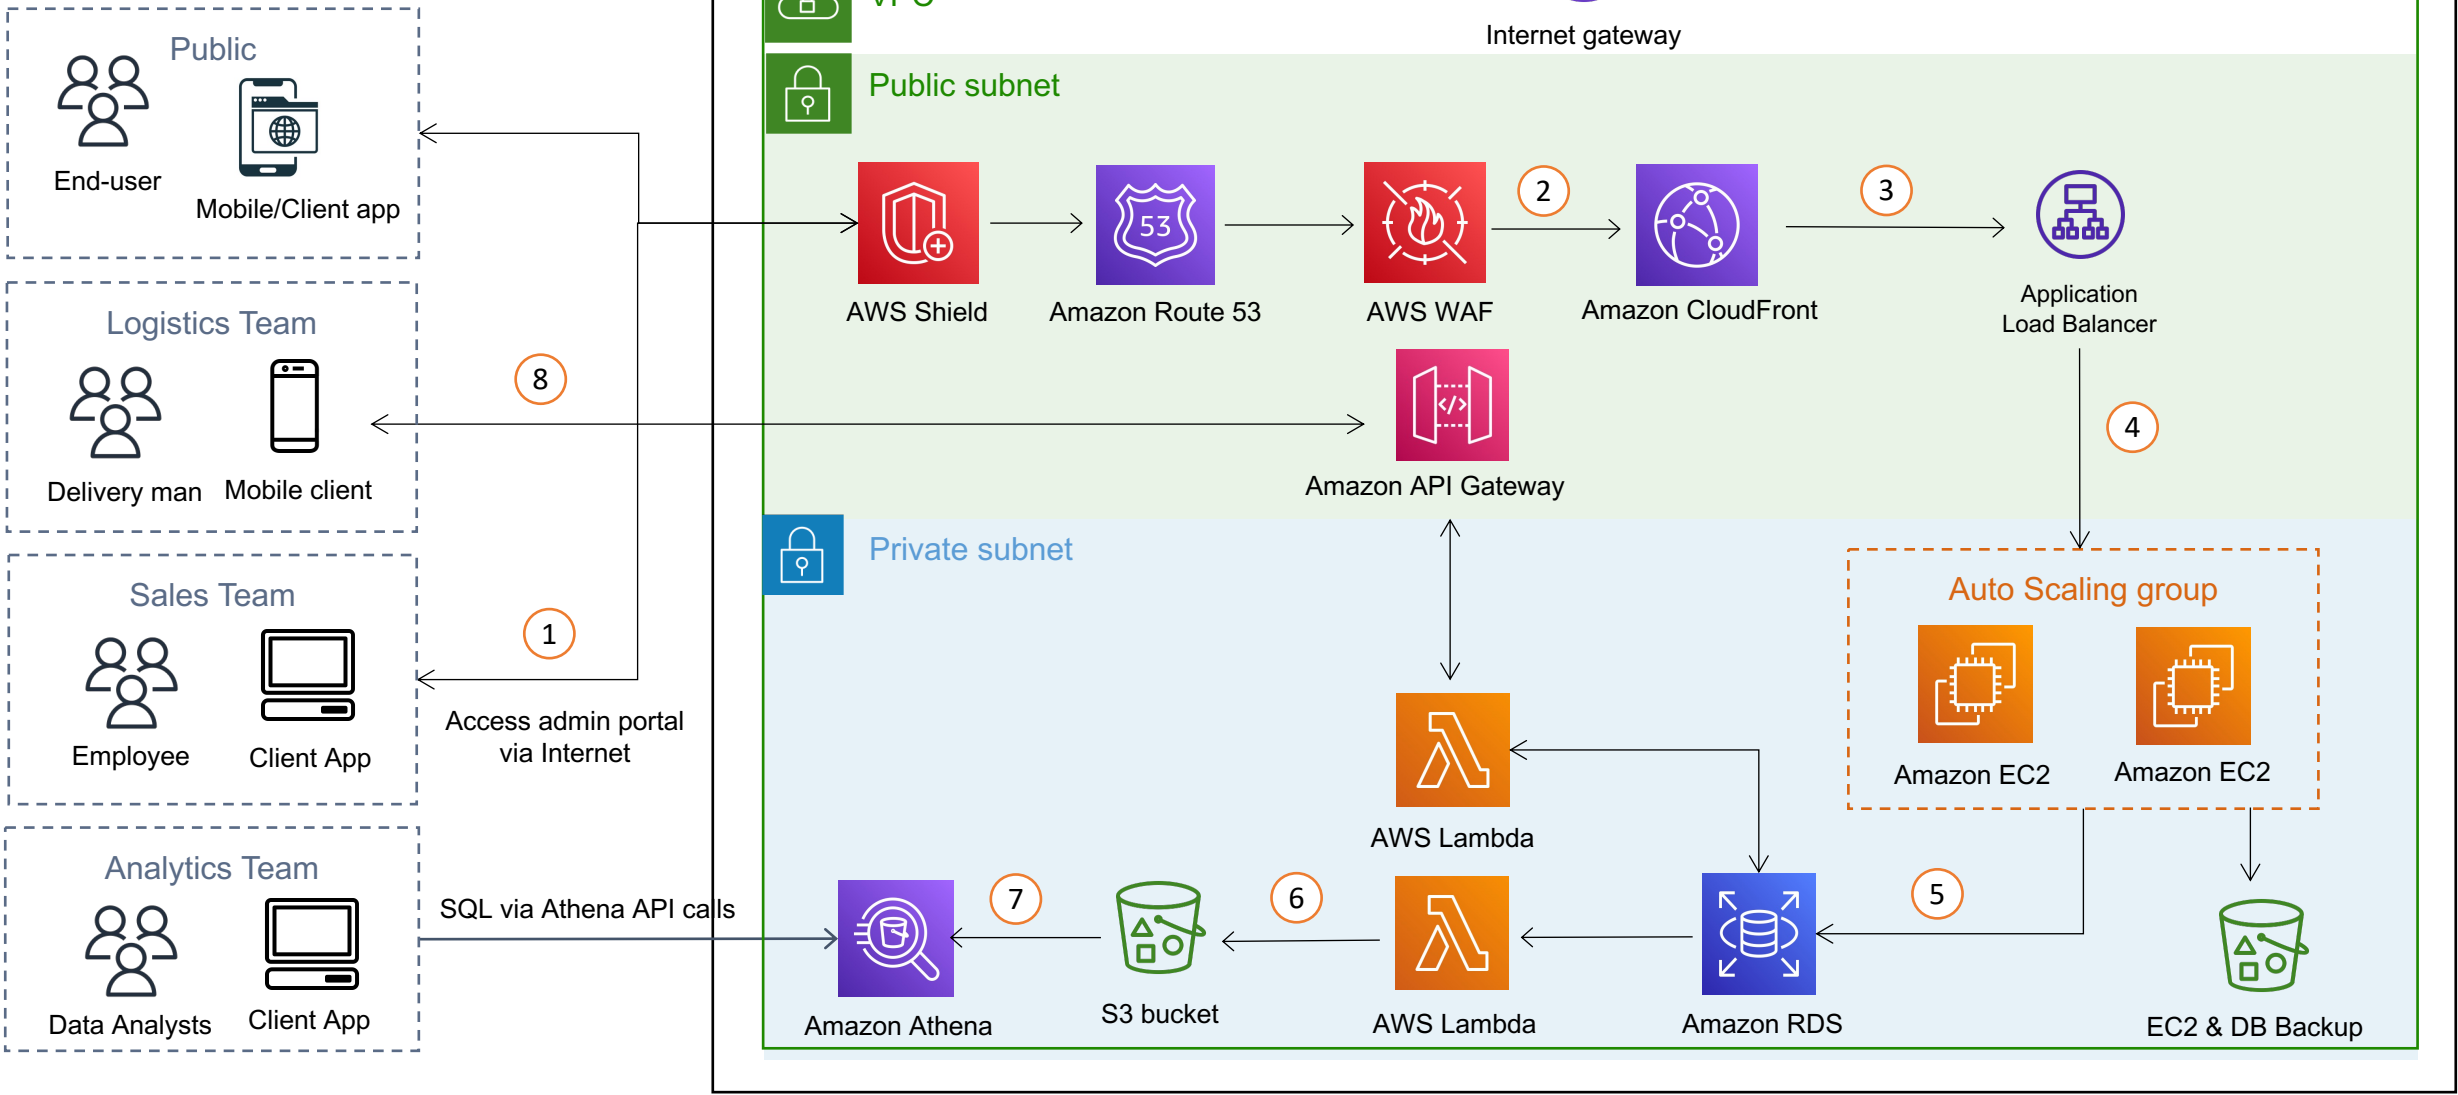 VPC
Internet gateway
Public
End-user
Mobile/Client app
Public subnet
53
2
3
AWS Shield
Amazon Route 53
AWS WAF
Amazon CloudFront
Application
Load Balancer
Logistics Team
8
Delivery man
Mobile client
</>
Amazon API Gateway
4
Private subnet
Sales Team
1
Employee
Client App
Access admin portal
via Internet
Auto Scaling group
Amazon EC2
Amazon EC2
AWS Lambda
Analytics Team
Data Analysts
Client App
SQL via Athena API calls
7
6
5
Amazon Athena
S3 bucket
AWS Lambda
Amazon RDS
EC2 & DB Backup